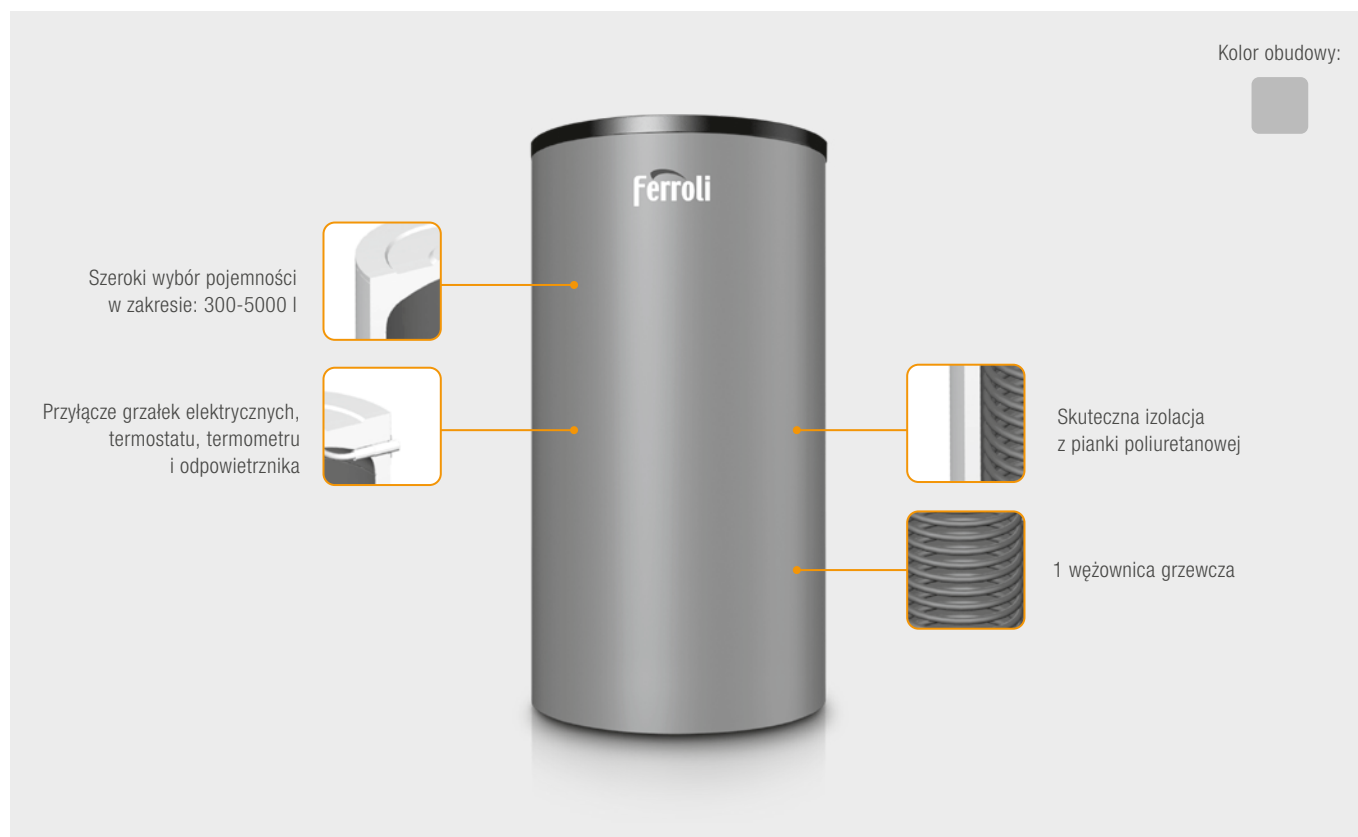 Kolor obudowy:
Ferroli
Szeroki wybór pojemności
w zakresie: 300-5000 l
Przyłącze grzałek elektrycznych,
termostatu, termometru
i odpowietrznika
Skuteczna izolacja
z pianki poliuretanowej
1 wężownica grzewcza